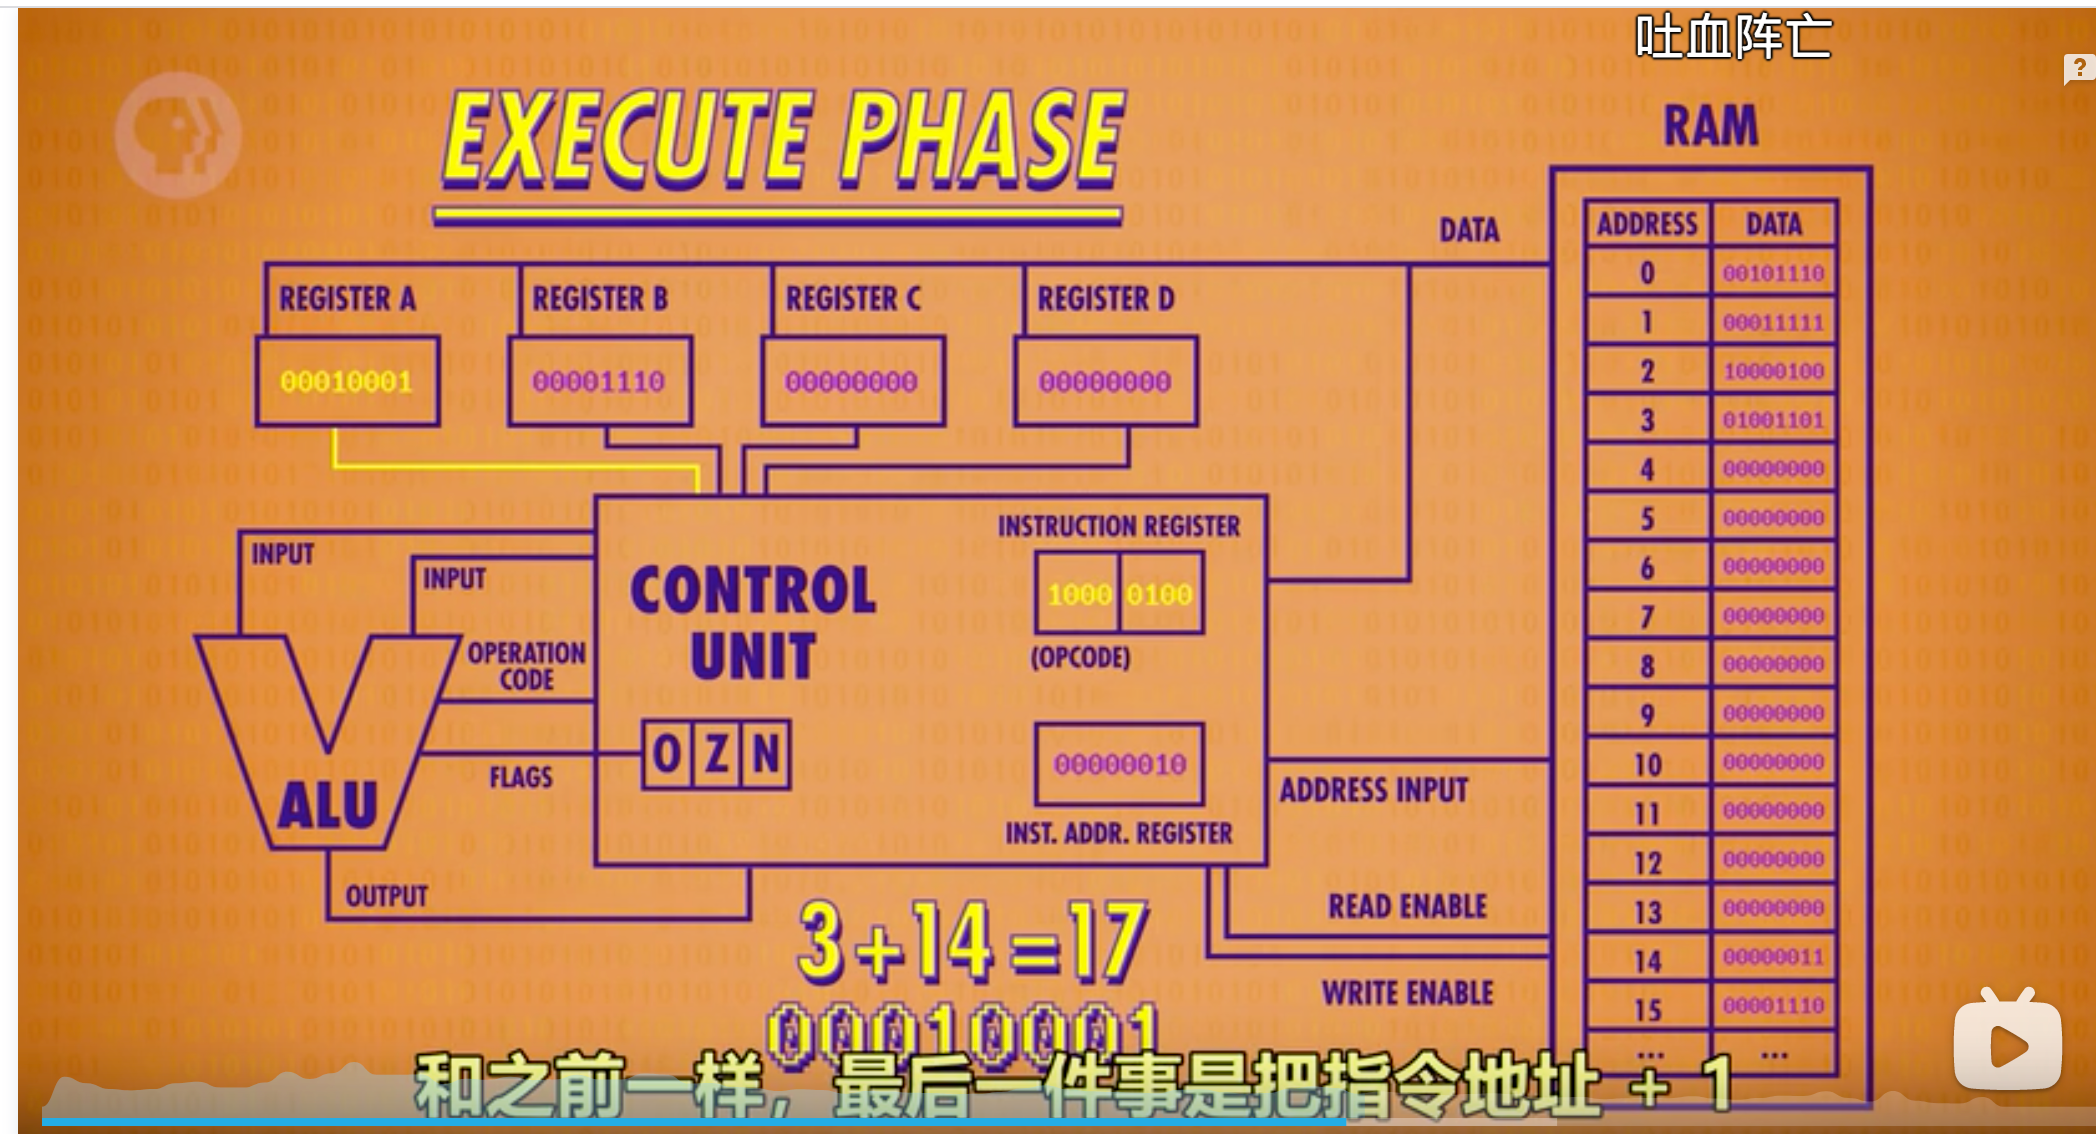 吐血阵亡
?
EXECUTE PHASE
RAM
DATA
ADDRESS DATA
0 00101110
1 00011111
2 10000100
3 01001101
4 00000000
5 00000000
6 00000000
7 00000000
8 00000000
9 00000000
10 00000000
11 00000000
12 00000000
13 00000000
14 00000011
15 00001110
... ...
REGISTER A REGISTER B REGISTER C REGISTER D
00010001 00001110 00000000 00000000
INPUT
INPUT
OPERATION
CODE
FLAGS
ALU
OUTPUT
CONTROL
UNIT
O Z N
INSTRUCTION REGISTER
1000 0100
(OPCODE)
00000010
INST. ADDR. REGISTER
ADDRESS INPUT
READ ENABLE
WRITE ENABLE
3+14=17
00010001
和之前一样，最后一件事是把指令地址 + 1